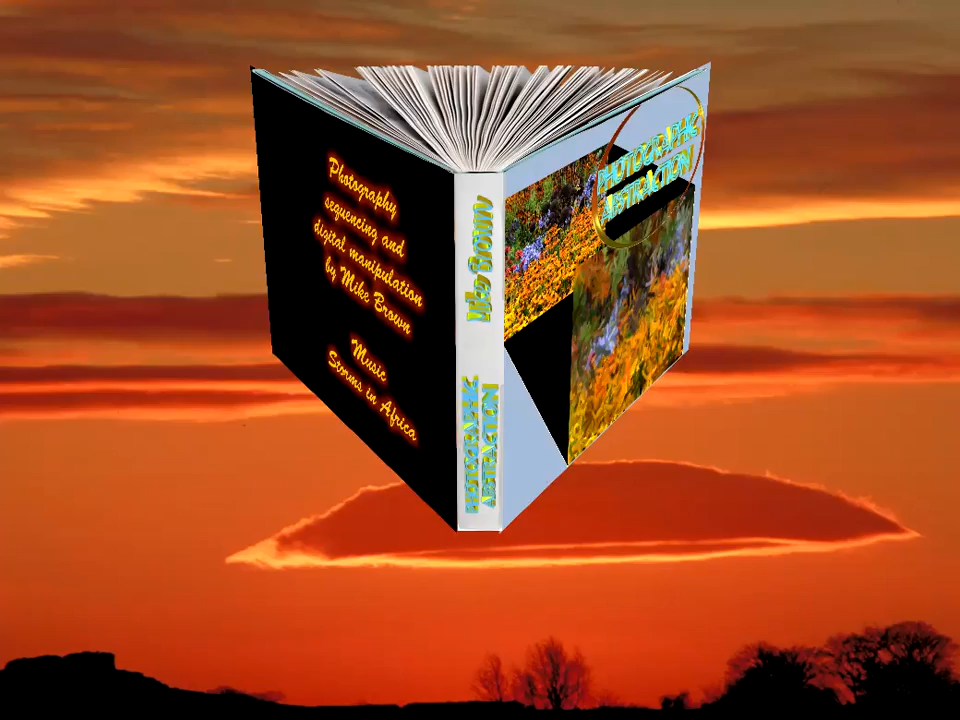 Photography
sequencing and
digital manipulation
by Mike Brown
Music
Storms in Africa
Mike Brown
PHOTOGRAPHIC
ABSTRACTION
PHOTOGRAPHIC
ABSTRACTION